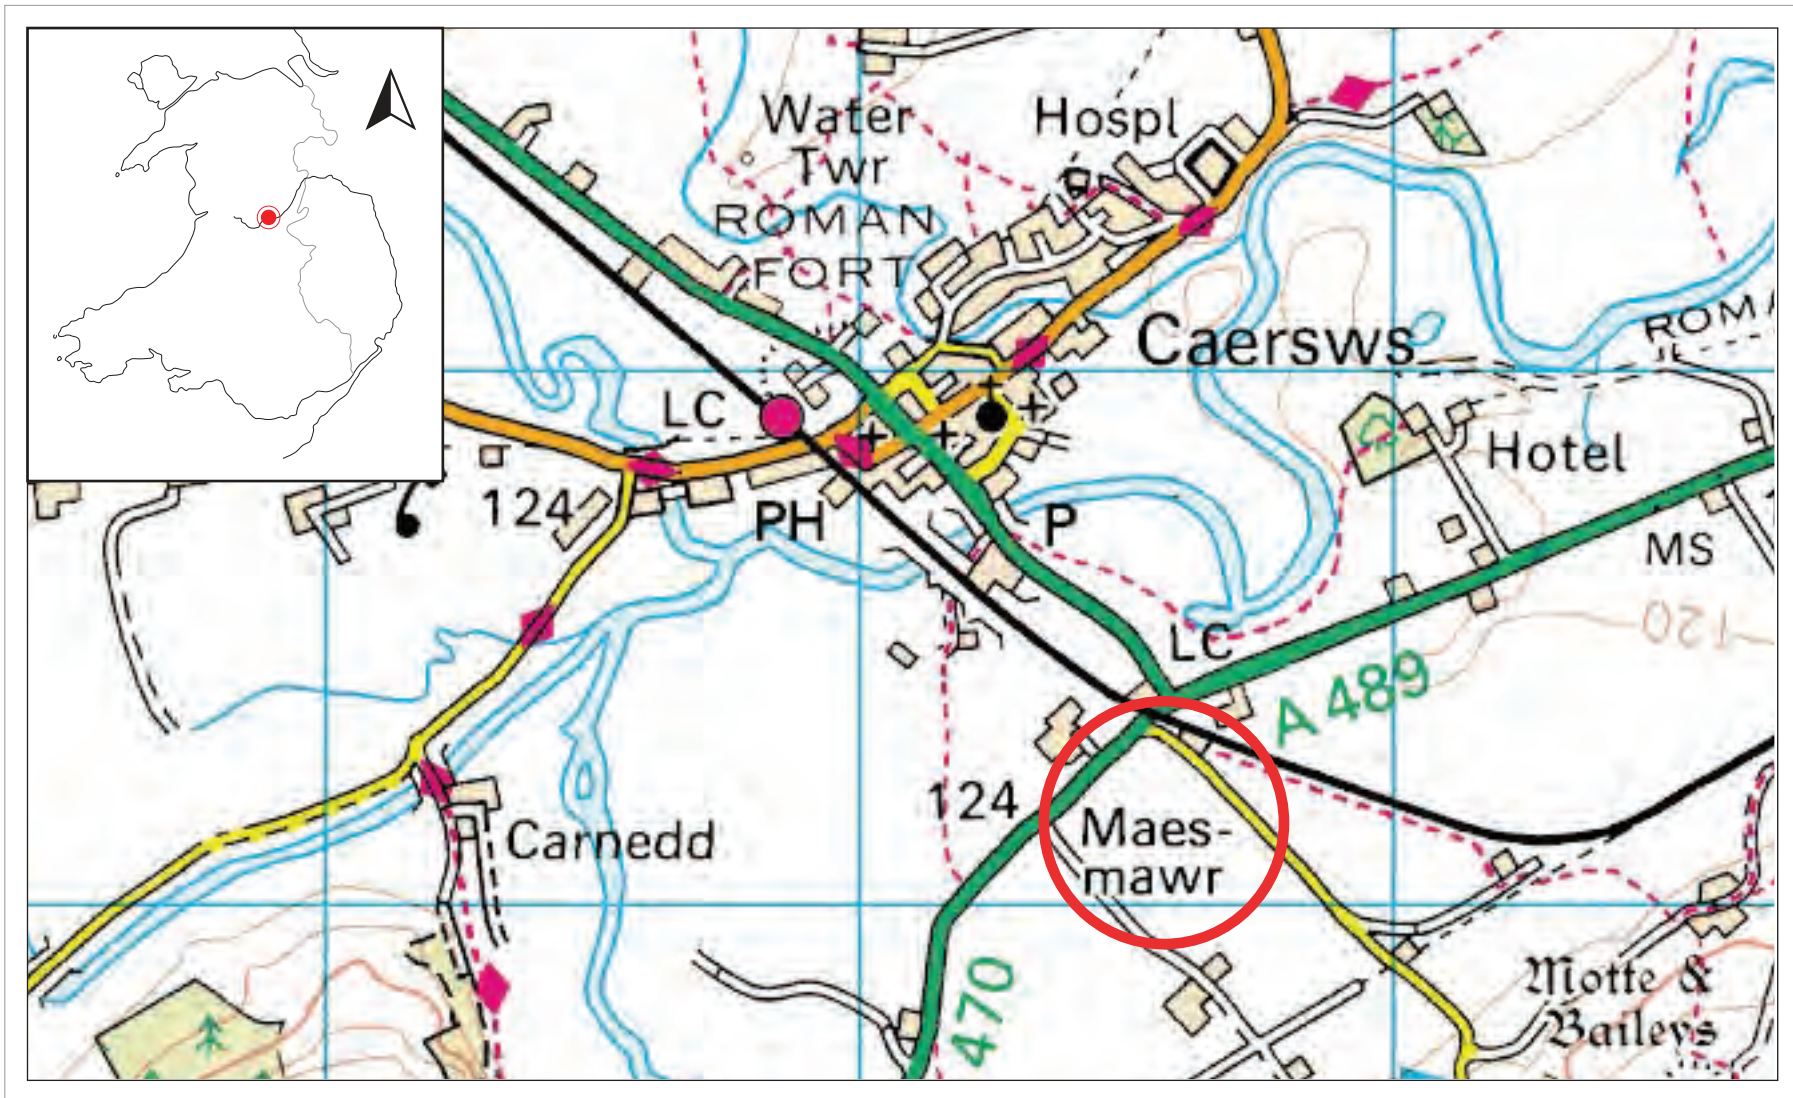 Water
Twr
Hospl
ROMAN
FORT
Caersws
ROMA
LC
Hotel
124
PH
P
MS
LC
120
A 489
124
Maes-
mawr
Carnedd
Motte &
Baileys
470